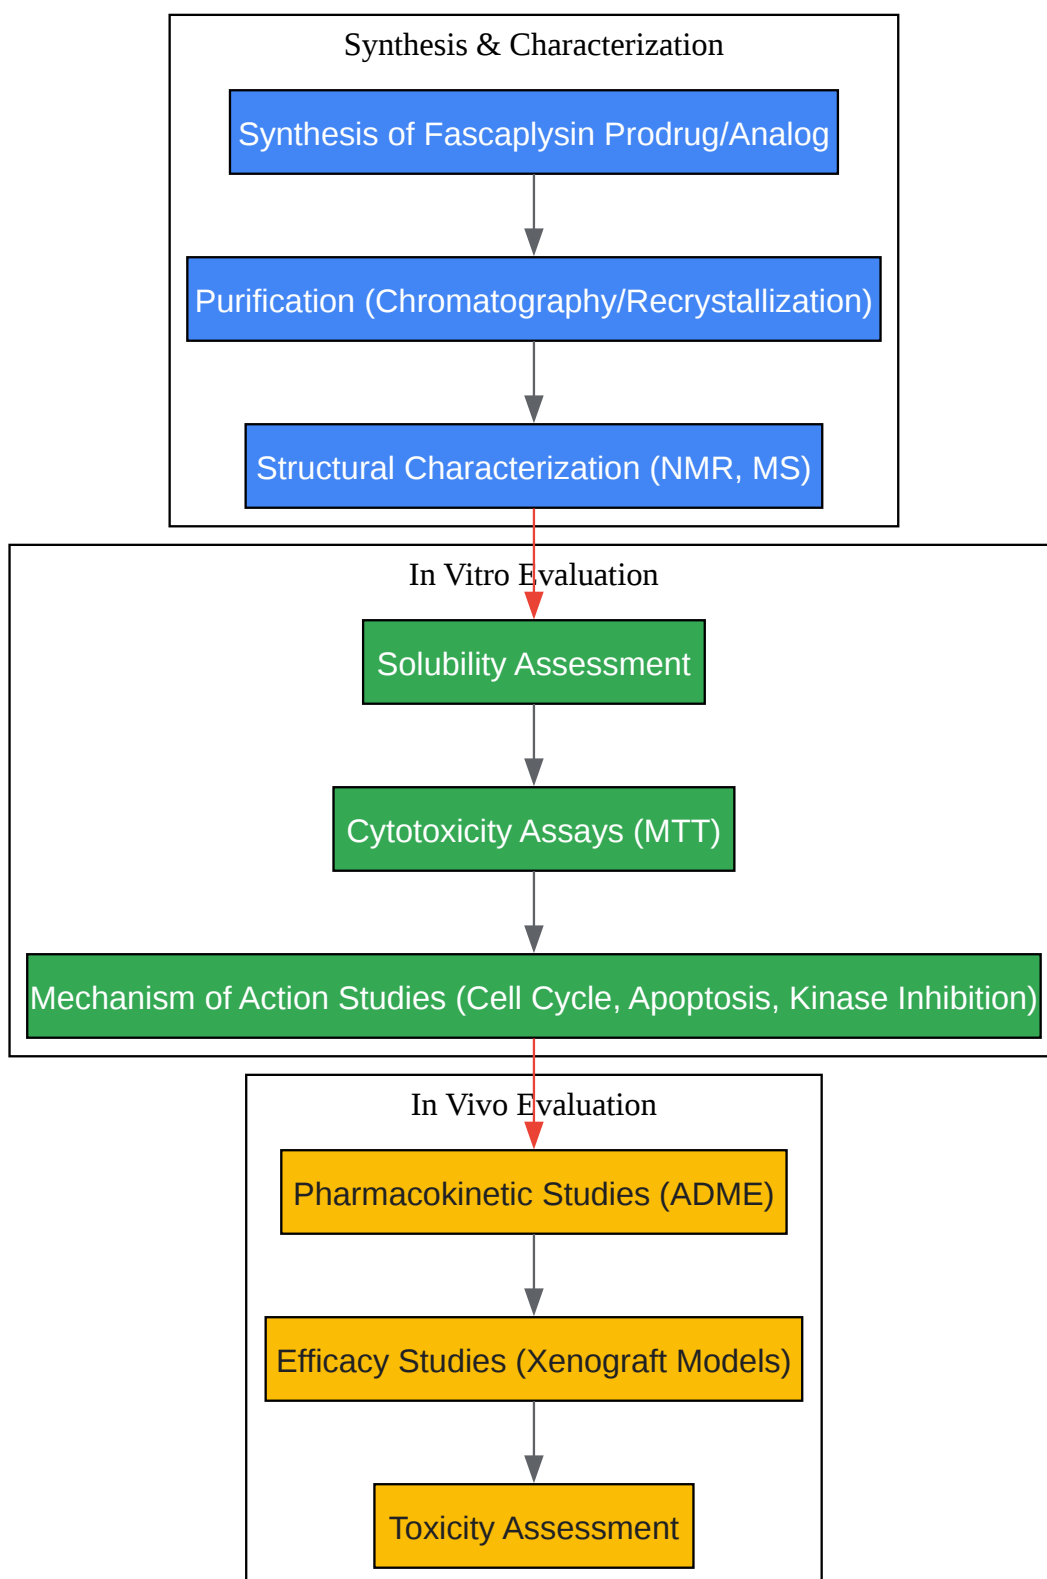 Synthesis & Characterization
Synthesis of Fascaplysin Prodrug/Analog
Purification (Chromatography/Recrystallization)
Structural Characterization (NMR, MS)
In Vitro Evaluation
Solubility Assessment
Cytotoxicity Assays (MTT)
Mechanism of Action Studies (Cell Cycle, Apoptosis, Kinase Inhibition)
In Vivo Evaluation
Pharmacokinetic Studies (ADME)
Efficacy Studies (Xenograft Models)
Toxicity Assessment